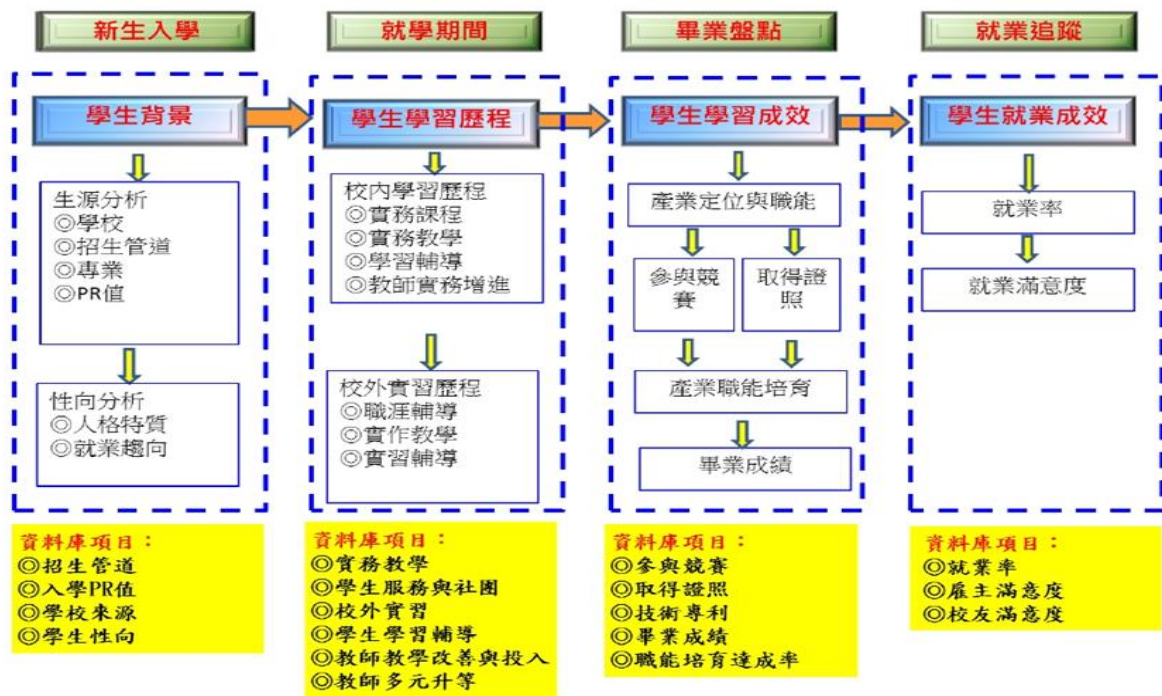 新生入學
就學期間
畢業盤點
就業追蹤
學生背景
學生學習歷程
學生學習成效
學生就業成效
生源分析
◎學校
◎招生管道
◎專業
◎PR值
性向分析
◎人格特質
◎就業趨向
校內學習歷程
◎實務課程
◎實務教學
◎學習輔導
◎教師實務增進
校外實習歷程
◎職涯輔導
◎實作教學
◎實習輔導
產業定位與職能
參與競
賽
取得證
照
產業職能培育
畢業成績
就業率
就業滿意度
資料庫項目：
◎招生管道
◎入學PR值
◎學校來源
◎學生性向
資料庫項目：
◎實務教學
◎學生服務與社團
◎校外實習
◎學生學習輔導
◎教師教學改善與投入
◎教師多元升等
資料庫項目：
◎參與競賽
◎取得證照
◎技術專利
◎畢業成績
◎職能培育達成率
資料庫項目：
◎就業率
◎雇主滿意度
◎校友滿意度